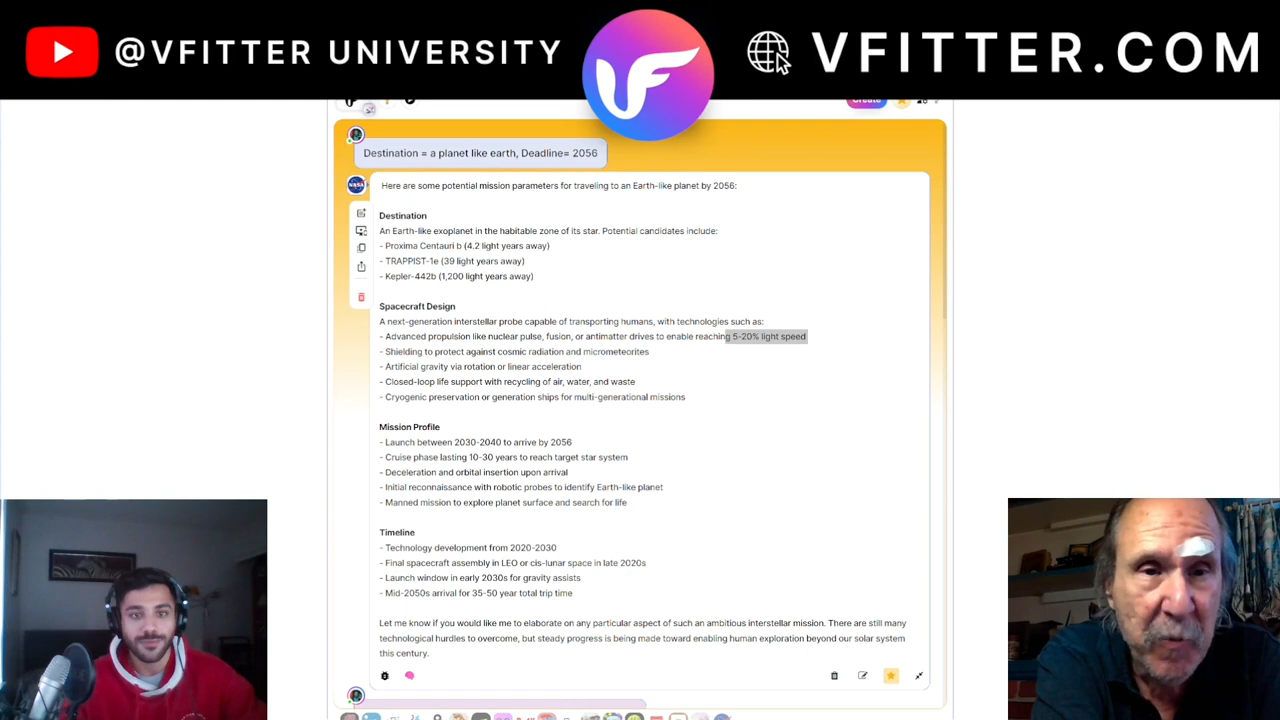 @VFITTER UNIVERSITY
VFITTER.COM
Create
Destination = a planet like earth, Deadline= 2056
NASA
Here are some potential mission parameters for traveling to an Earth-like planet by 2056:
Destination
An Earth-like exoplanet in the habitable zone of its star. Potential candidates include:
- Proxima Centauri b (4.2 light years away)
- TRAPPIST-1e (39 light years away)
- Kepler-442b (1,200 light years away)
Spacecraft Design
A next-generation interstellar probe capable of transporting humans, with technologies such as:
- Advanced propulsion like nuclear pulse, fusion, or antimatter drives to enable reaching 5-20% light speed
- Shielding to protect against cosmic radiation and micrometeorites
- Artificial gravity via rotation or linear acceleration
- Closed-loop life support with recycling of air, water, and waste
- Cryogenic preservation or generation ships for multi-generational missions
Mission Profile
- Launch between 2030-2040 to arrive by 2056
- Cruise phase lasting 10-30 years to reach target star system
- Deceleration and orbital insertion upon arrival
- Initial reconnaissance with robotic probes to identify Earth-like planet
- Manned mission to explore planet surface and search for life
Timeline
- Technology development from 2020-2030
- Final spacecraft assembly in LEO or cis-lunar space in late 2020s
- Launch window in early 2030s for gravity assists
- Mid-2050s arrival for 35-50 year total trip time
Let me know if you would like me to elaborate on any particular aspect of such an ambitious interstellar mission. There are still many
technological hurdles to overcome, but steady progress is being made toward enabling human exploration beyond our solar system
this century.